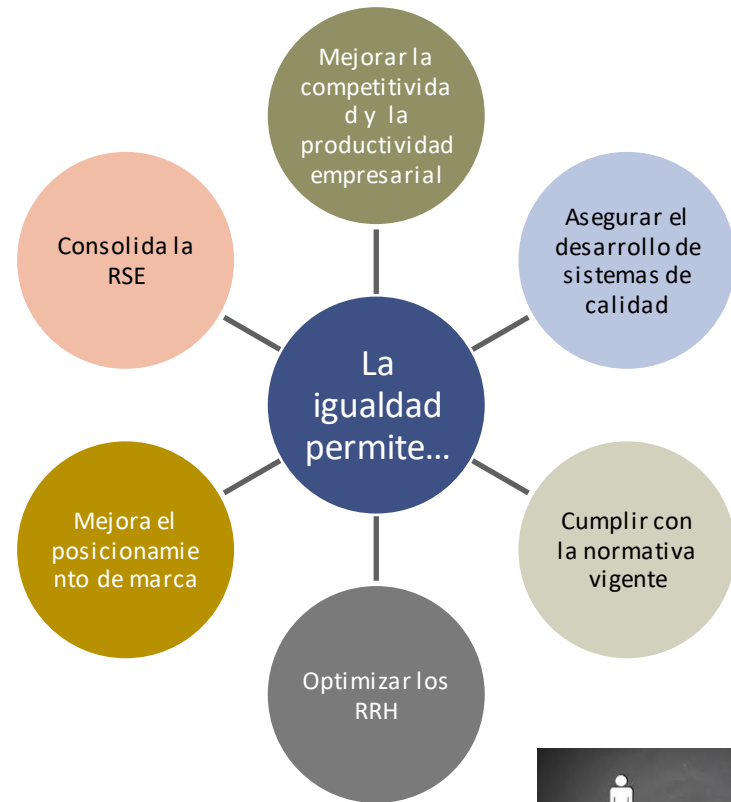 Mejorar la
competitivida
d y la
productividad
empresarial
Asegurar el
desarrollo de
sistemas de
calidad
Cumplir con
la normativa
vigente
Optimizar los
RRH
Mejora el
posicionamie
nto de marca
Consolida la
RSE
La
igualdad
permite...